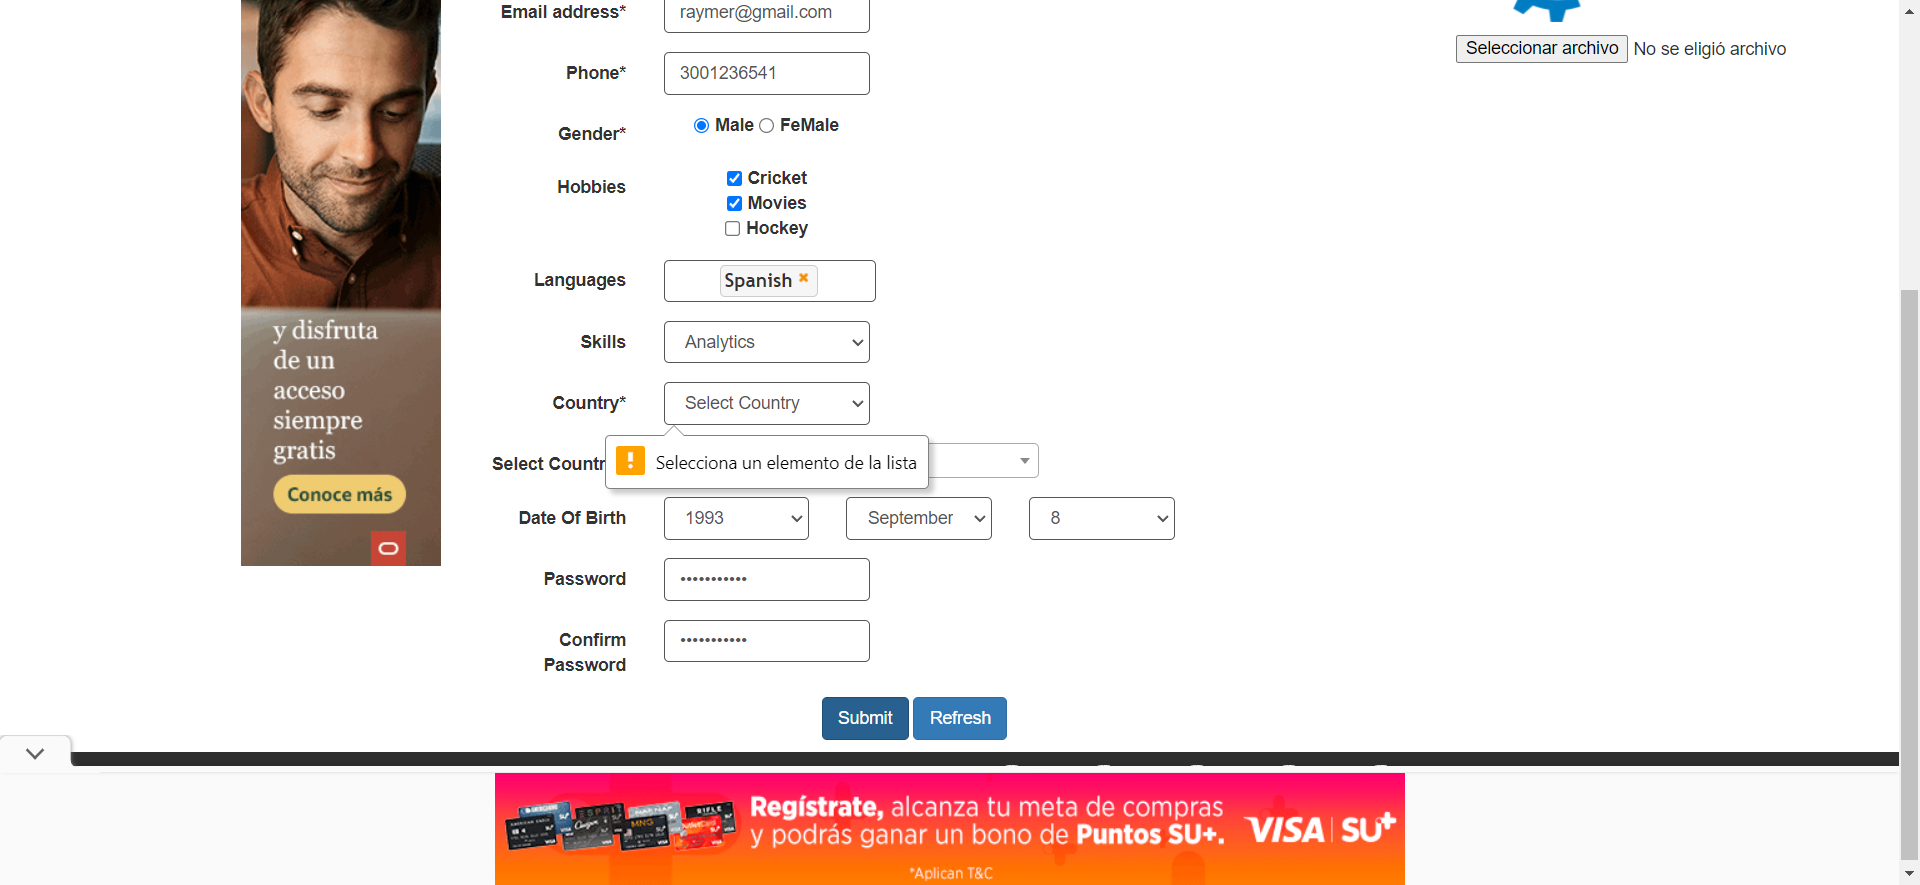 Email address*
raymer@gmail.com
Seleccionar archivo No se eligió archivo
Phone*
3001236541
Gender*
Male FeMale
Hobbies
Cricket
Movies
Hockey
Languages
Spanish
Skills
Analytics
Country*
Select Country
Selecciona un elemento de la lista
Date Of Birth
1993 September 8
Password
•••••••••••
Confirm
Password
•••••••••••
Submit Refresh
y disfruta
de un
acceso
siempre
gratis
Conoce más
Regístrate, alcanza tu meta de compras
y podrás ganar un bono de Puntos SU+.
*Aplican T&C
VISA SU+